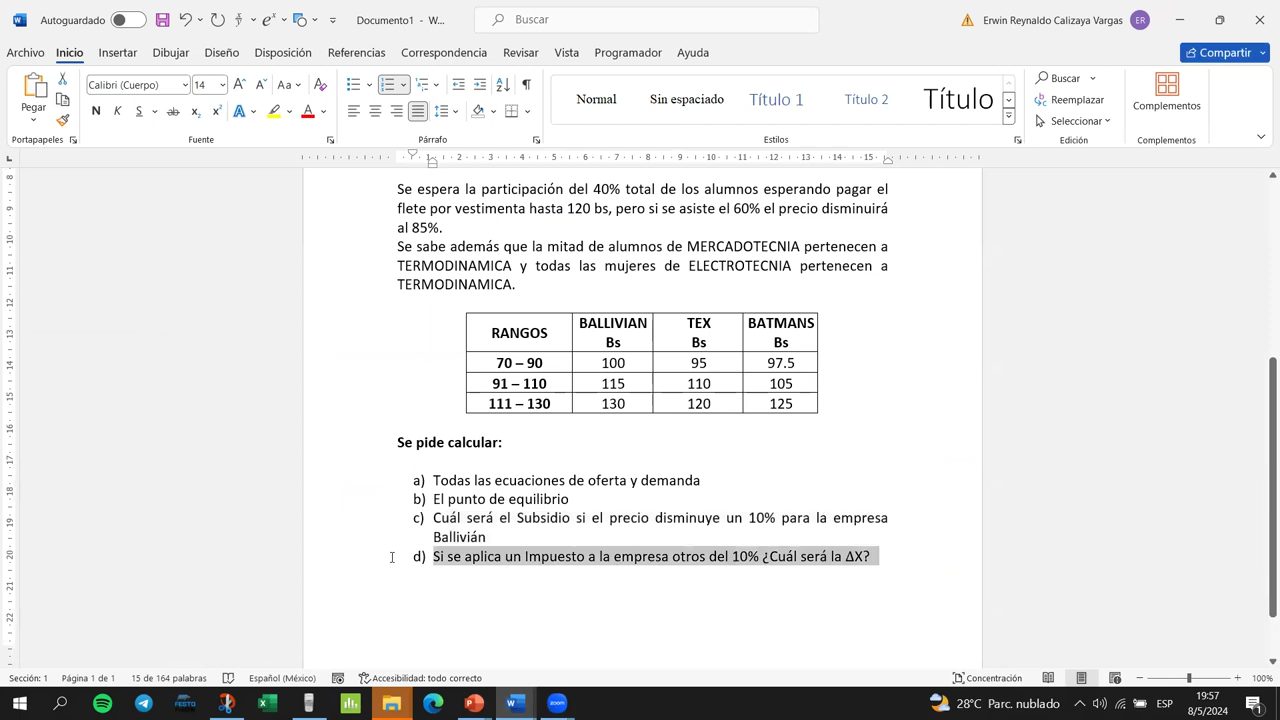 Autoguardado
Documento1 - W...
Buscar
Erwin Reynaldo Calizaya Vargas
ER
Archivo Inicio Insertar Dibujar Diseño Disposición Referencias Correspondencia Revisar Vista Programador Ayuda
Compartir
Pegar
Calibri (Cuerpo) 14
Normal
Sin espaciado
Título 1
Título 2
Título
Buscar
Reemplazar
Seleccionar
Complementos
Portapapeles
Fuente
Párrafo
Estilos
Edición
Complementos
Se espera la participación del 40% total de los alumnos esperando pagar el
flete por vestimenta hasta 120 bs, pero si se asiste el 60% el precio disminuirá
al 85%.
Se sabe además que la mitad de alumnos de MERCADOTECNIA pertenecen a
TERMODINAMICA y todas las mujeres de ELECTROTECNIA pertenecen a
TERMODINAMICA.
RANGOS BALLIVIAN Bs TEX Bs BATMANS Bs
70 – 90 100 95 97.5
91 – 110 115 110 105
111 – 130 130 120 125
Se pide calcular:
a) Todas las ecuaciones de oferta y demanda
b) El punto de equilibrio
c) Cuál será el Subsidio si el precio disminuye un 10% para la empresa
Ballivián
d) Si se aplica un Impuesto a la empresa otros del 10% ¿Cuál será la ΔX?
Sección: 1 Página 1 de 1 15 de 164 palabras Español (México) Accesibilidad: todo correcto Concentración 100%
28°C Parc. nublado
ESP
19:57
8/5/2024